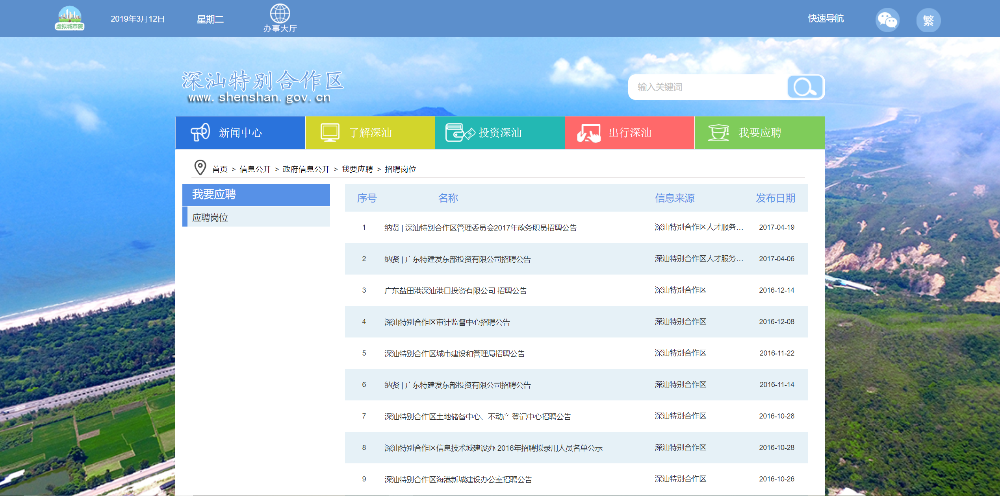 虚拟城市院
2019年3月12日
星期二
办事大厅
快速导航
繁
深汕特别合作区
www.shenshan.gov.cn
输入关键词
新闻中心
了解深汕
投资深汕
出行深汕
我要应聘
首页 > 信息公开 > 政府信息公开 > 我要应聘 > 招聘岗位
我要应聘
应聘岗位
序号 名称 信息来源 发布日期
1 纳贤 | 深汕特别合作区管理委员会2017年政务职员招聘公告 深汕特别合作区人才服务… 2017-04-19
2 纳贤 | 广东特建发东部投资有限公司招聘公告 深汕特别合作区人才服务… 2017-04-06
3 广东盐田港深汕港口投资有限公司 招聘公告 深汕特别合作区 2016-12-14
4 深汕特别合作区审计监督中心招聘公告 深汕特别合作区 2016-12-08
5 深汕特别合作区城市建设和管理局招聘公告 深汕特别合作区 2016-11-22
6 纳贤 | 广东特建发东部投资有限公司招聘公告 深汕特别合作区 2016-11-14
7 深汕特别合作区土地储备中心、不动产 登记中心招聘公告 深汕特别合作区 2016-10-28
8 深汕特别合作区信息技术城建设办 2016年招聘拟录用人员名单公示 深汕特别合作区 2016-10-28
9 深汕特别合作区海港新城建设办公室招聘公告 深汕特别合作区 2016-10-26